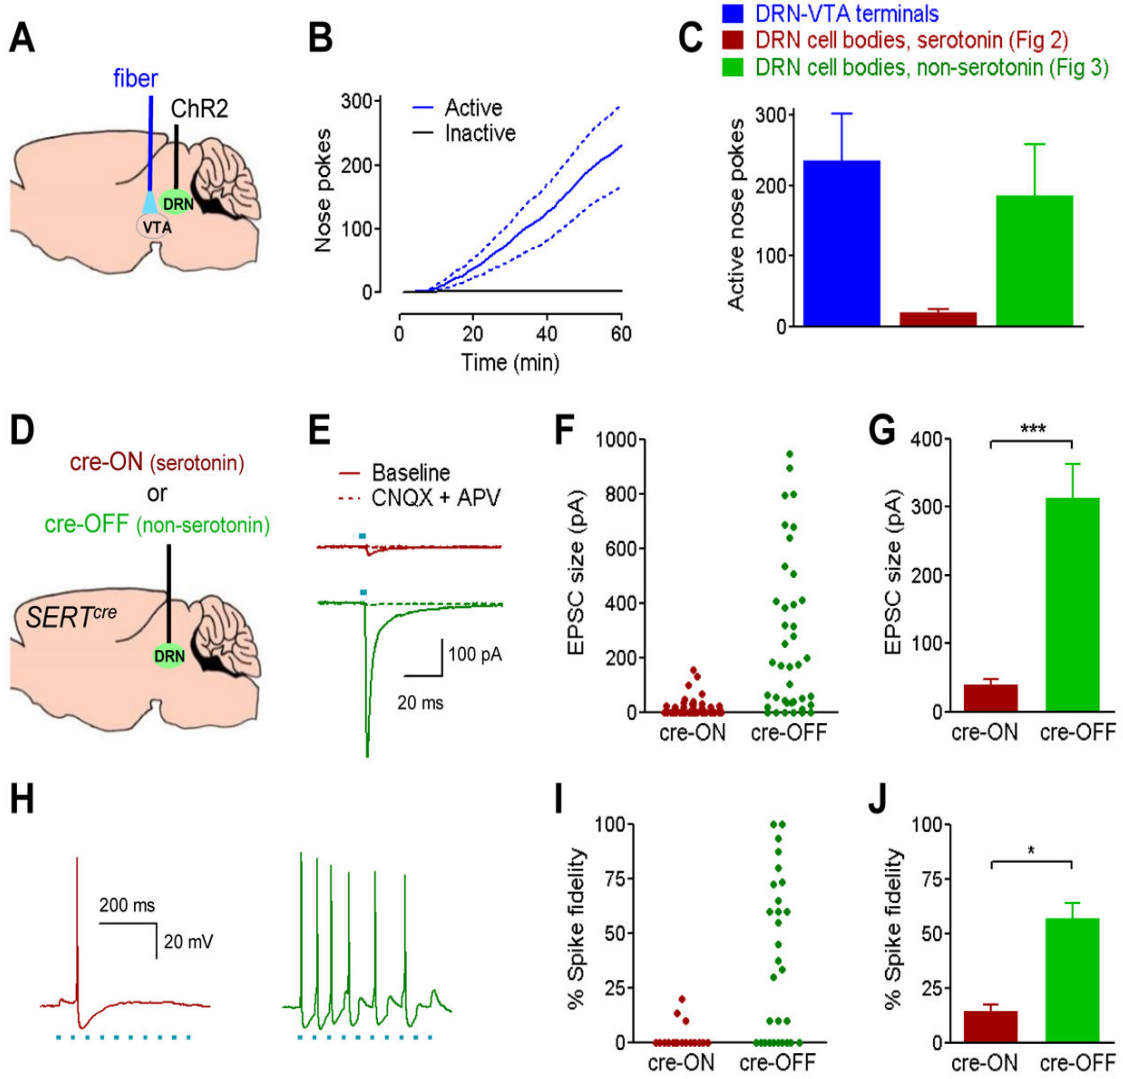 A
fiber
ChR2
DRN
VTA
B
Active
Inactive
Nose pokes
300
200
100
0
0
20
40
60
Time (min)
DRN-VTA terminals
DRN cell bodies, serotonin (Fig 2)
DRN cell bodies, non-serotonin (Fig 3)
C
Active nose pokes
300
200
100
0
D
cre-ON (serotonin)
or
cre-OFF (non-serotonin)
SERTcre
DRN
E
Baseline
CNQX + APV
100 pA
20 ms
F
EPSC size (pA)
1000
800
600
400
200
0
cre-ON
cre-OFF
G
EPSC size (pA)
400
300
200
100
0
***
cre-ON
cre-OFF
H
200 ms
20 mV
I
% Spike fidelity
100
75
50
25
0
cre-ON
cre-OFF
J
% Spike fidelity
100
75
50
25
0
*
cre-ON
cre-OFF